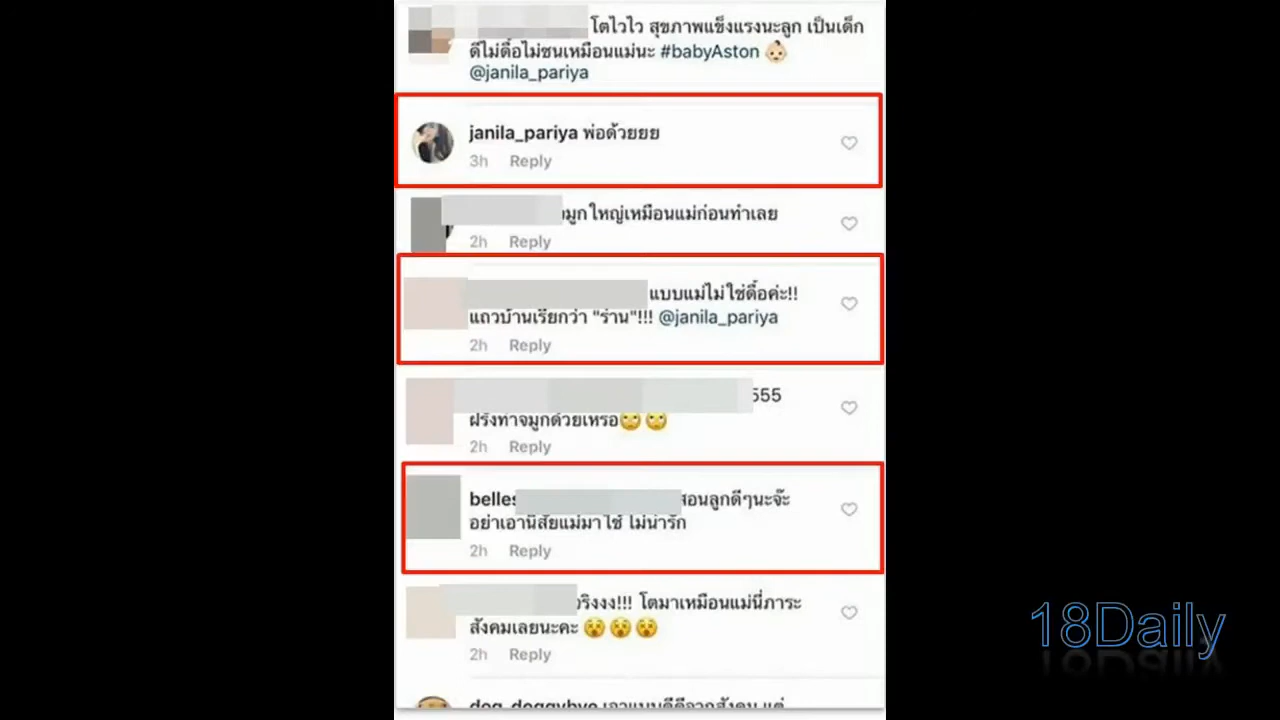 โตไวไว สุขภาพแข็งแรงนะลูก เป็นเด็ก
ดีไม่ดื้อไม่ซนเหมือนแม่นะ #babyAston
@janila_pariya
janila_pariya พ่อด้วยยย
3h Reply
มูกใหญ่เหมือนแม่ก่อนทำเลย
2h Reply
แบบแม่ไม่ใช่ดื้อค่ะ!!
แถวบ้านเรียกว่า "ร่าน"!!! @janila_pariya
2h Reply
555
ฝรั่งทำจมูกด้วยเหรอ
2h Reply
belles สอนลูกดีๆนะจ๊ะ
อย่าเอานิสัยแม่มาใช้ ไม่น่ารัก
2h Reply
จริงงง!!! โตมาเหมือนแม่นี่ภาระ
สังคมเลยนะคะ
2h Reply
18Daily